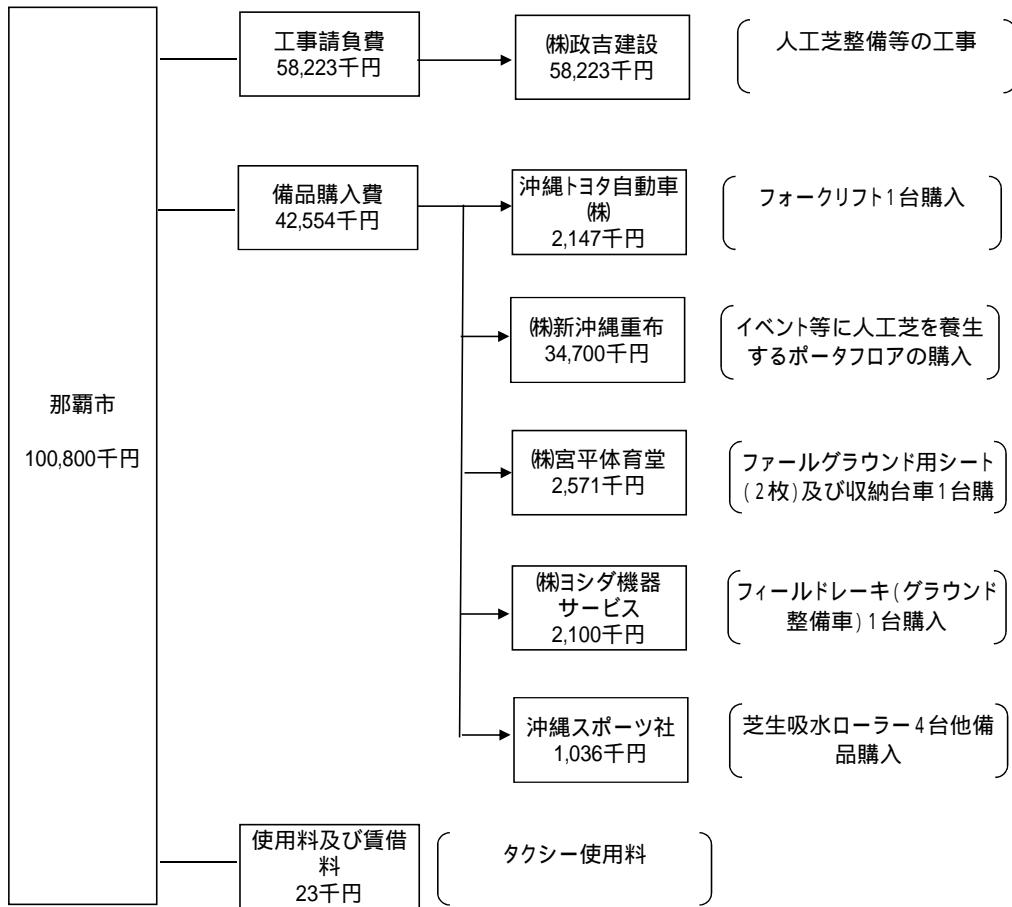 那覇市
100,800千円
工事請負費
58,223千円
㈱政吉建設
58,223千円
人工芝整備等の工事
備品購入費
42,554千円
沖縄トヨタ自動車
㈱
2,147千円
フォークリフト1台購入
㈱新沖縄重布
34,700千円
イベント等に人工芝を養生
するポータフロアの購入
㈱宮平体育堂
2,571千円
ファールグラウンド用シート
(2枚)及び収納台車1台購
㈱ヨシダ機器
サービス
2,100千円
フィールドレーキ(グラウンド
整備車)1台購入
沖縄スポーツ社
1,036千円
芝生吸水ローラー4台他備
品購入
使用料及び賃借
料
23千円
タクシー使用料